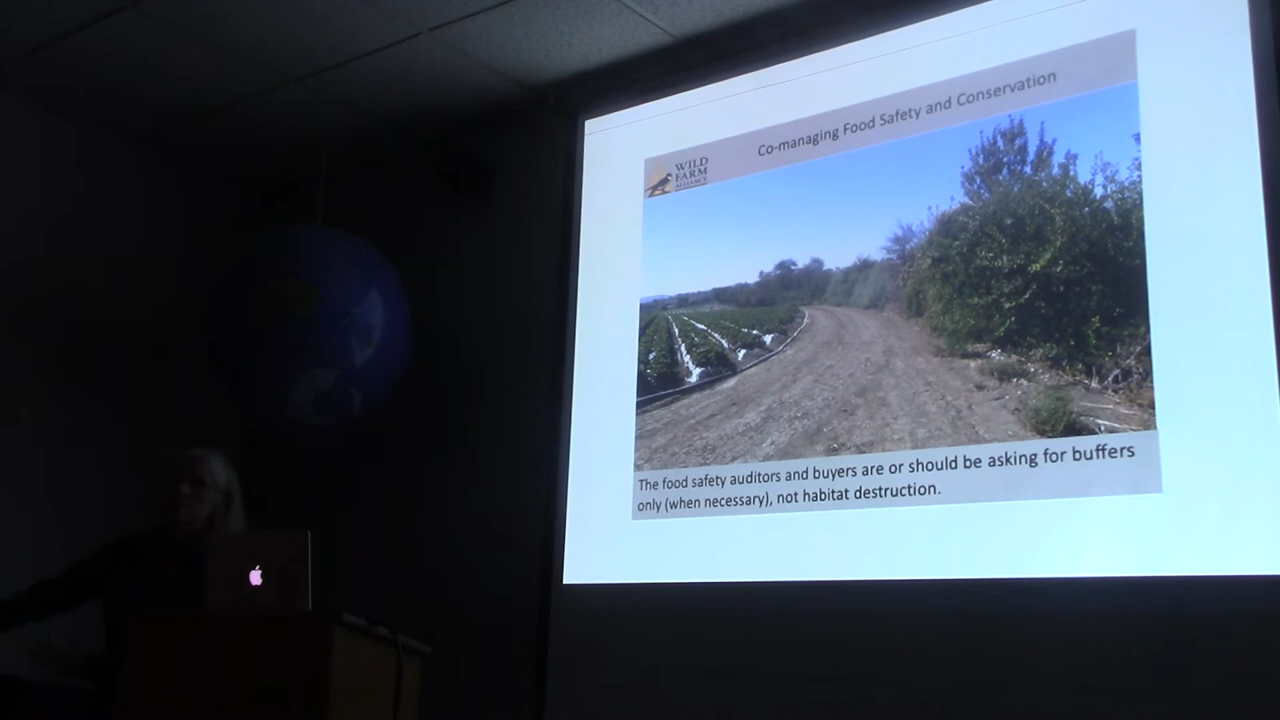 Co-managing Food Safety and Conservation
WILD
FARM
ALLIANCE
The food safety auditors and buyers are or should be asking for buffers
only (when necessary), not habitat destruction.